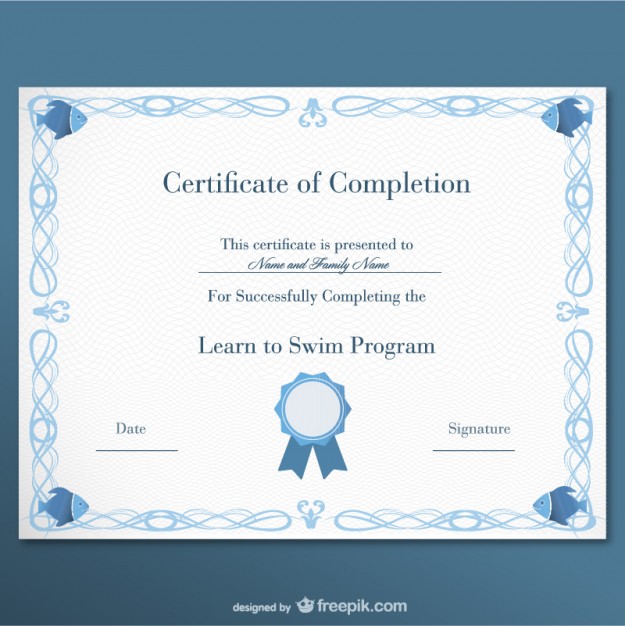 Certificate of Completion
This certificate is presented to
Name and Family Name
For Successfully Completing the
Learn to Swim Program
Date
Signature
designed by freepik.com